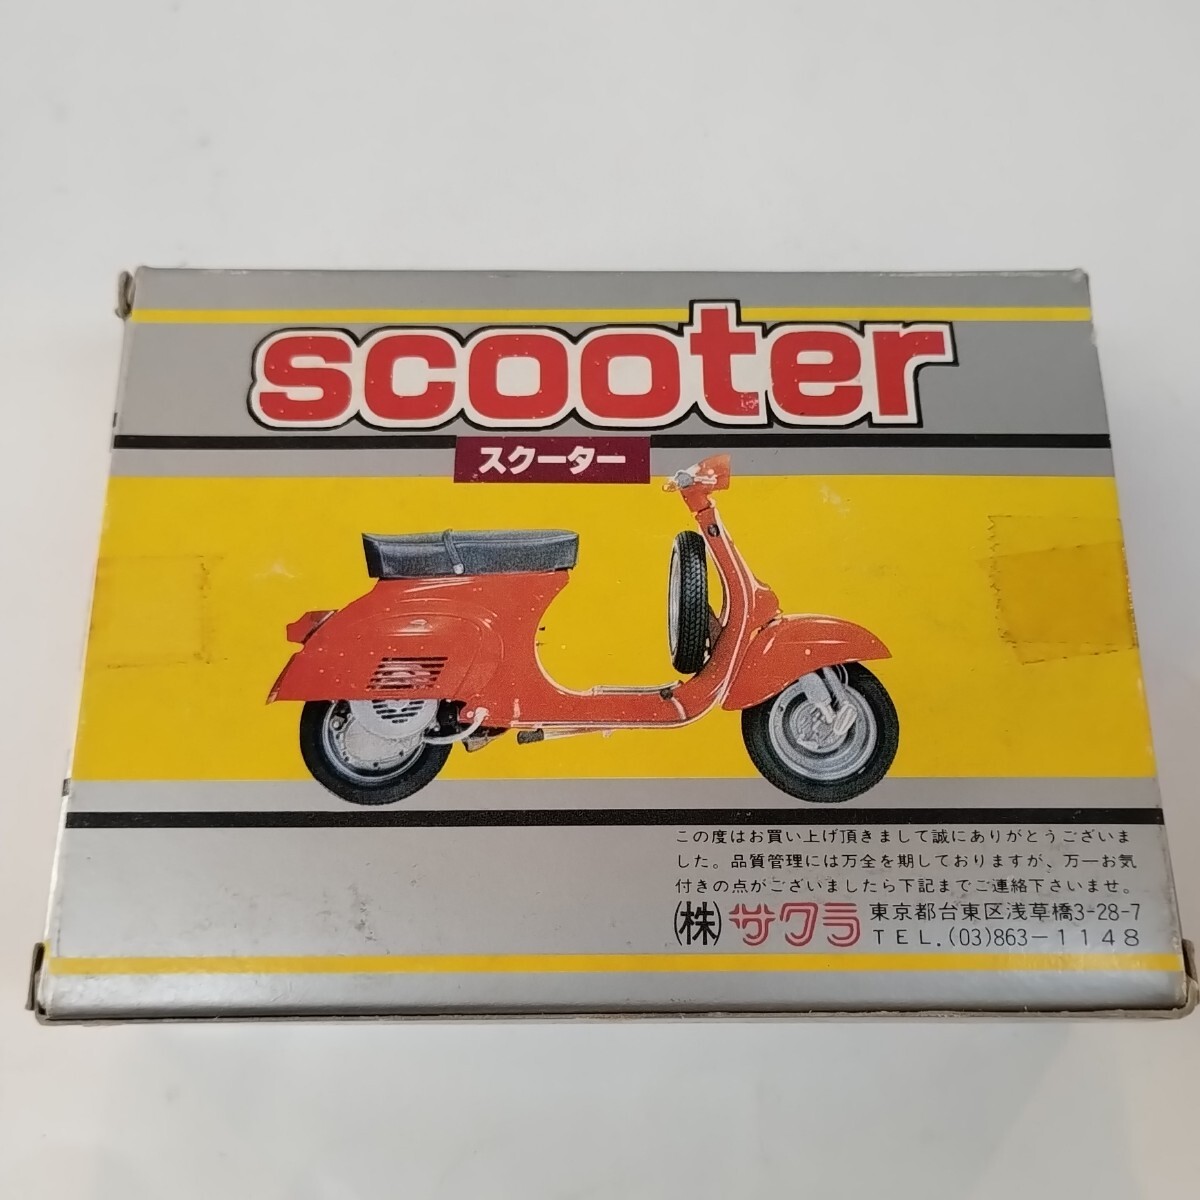 scooter
スクーター
この度はお買い上げ頂きまして誠にありがとうございま
した。品質管理には万全を期しておりますが、万一お気
付きの点がございましたら下記までご連絡下さいませ。
㈱サクラ 東京都台東区浅草橋3-28-7
TEL. (03)863-1148